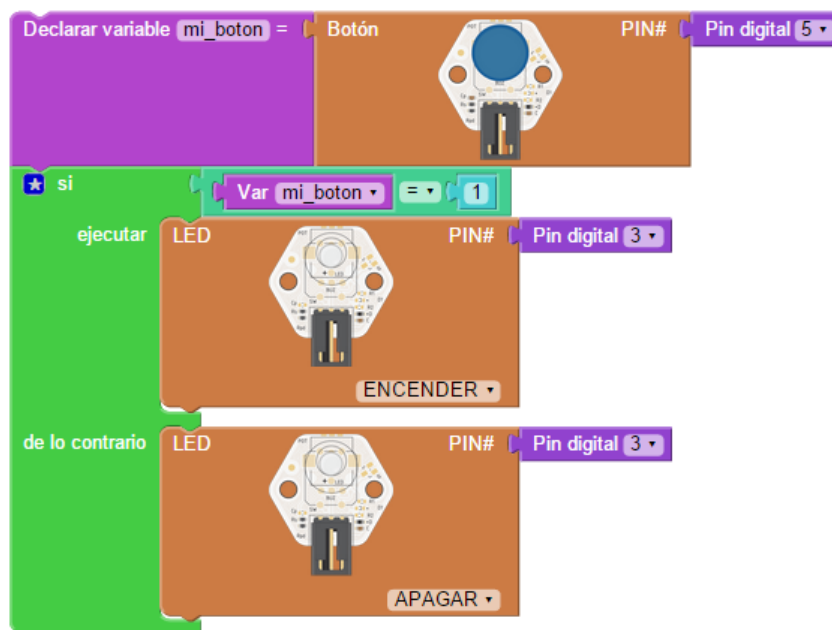 Declarar variable mi_boton = Botón PIN# Pin digital 5
si Var mi_boton = 1
ejecutar LED PIN# Pin digital 3
ENCENDER
de lo contrario LED PIN# Pin digital 3
APAGAR